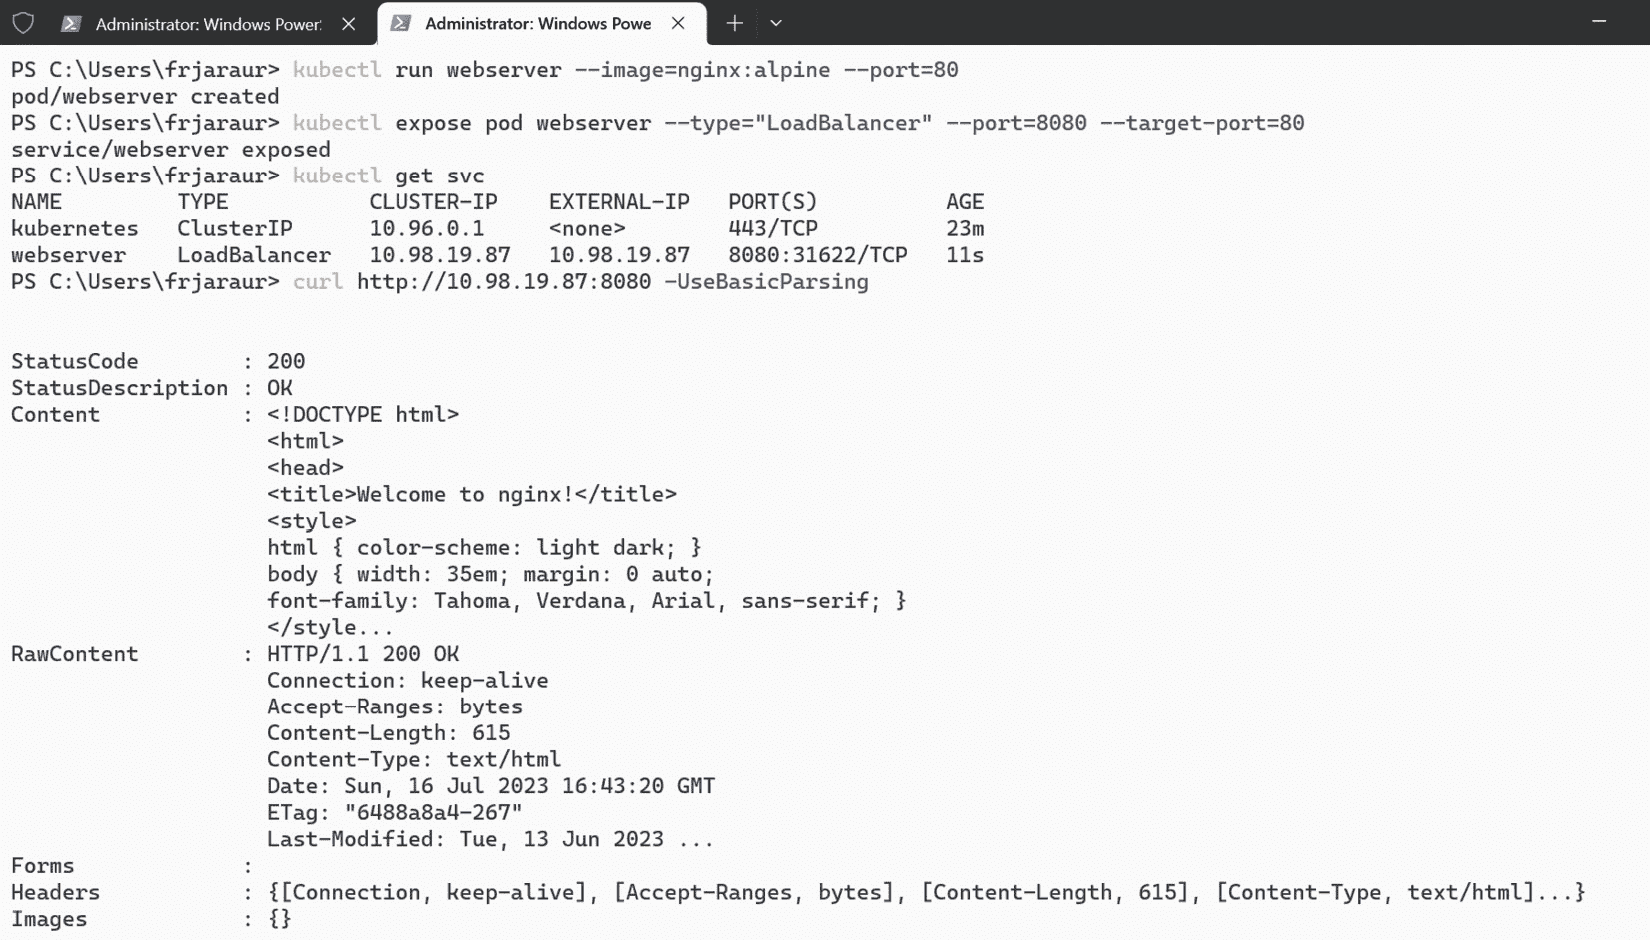 Administrator: Windows Power
Administrator: Windows Powe
PS C:\Users\frjaraur> kubectl run webserver --image=nginx:alpine --port=80
pod/webserver created
PS C:\Users\frjaraur> kubectl expose pod webserver --type="LoadBalancer" --port=8080 --target-port=80
service/webserver exposed
PS C:\Users\frjaraur> kubectl get svc
NAME         TYPE           CLUSTER-IP    EXTERNAL-IP   PORT(S)          AGE
kubernetes   ClusterIP      10.96.0.1     <none>        443/TCP          23m
webserver    LoadBalancer   10.98.19.87   10.98.19.87   8080:31622/TCP   11s
PS C:\Users\frjaraur> curl http://10.98.19.87:8080 -UseBasicParsing
StatusCode        : 200
StatusDescription : OK
Content           : <!DOCTYPE html>
                    <html>
                    <head>
                    <title>Welcome to nginx!</title>
                    <style>
                    html { color-scheme: light dark; }
                    body { width: 35em; margin: 0 auto;
                    font-family: Tahoma, Verdana, Arial, sans-serif; }
                    </style...
RawContent        : HTTP/1.1 200 OK
                    Connection: keep-alive
                    Accept-Ranges: bytes
                    Content-Length: 615
                    Content-Type: text/html
                    Date: Sun, 16 Jul 2023 16:43:20 GMT
                    ETag: "6488a8a4-267"
                    Last-Modified: Tue, 13 Jun 2023 ...
Forms             :
Headers           : {[Connection, keep-alive], [Accept-Ranges, bytes], [Content-Length, 615], [Content-Type, text/html]...}
Images            : {}